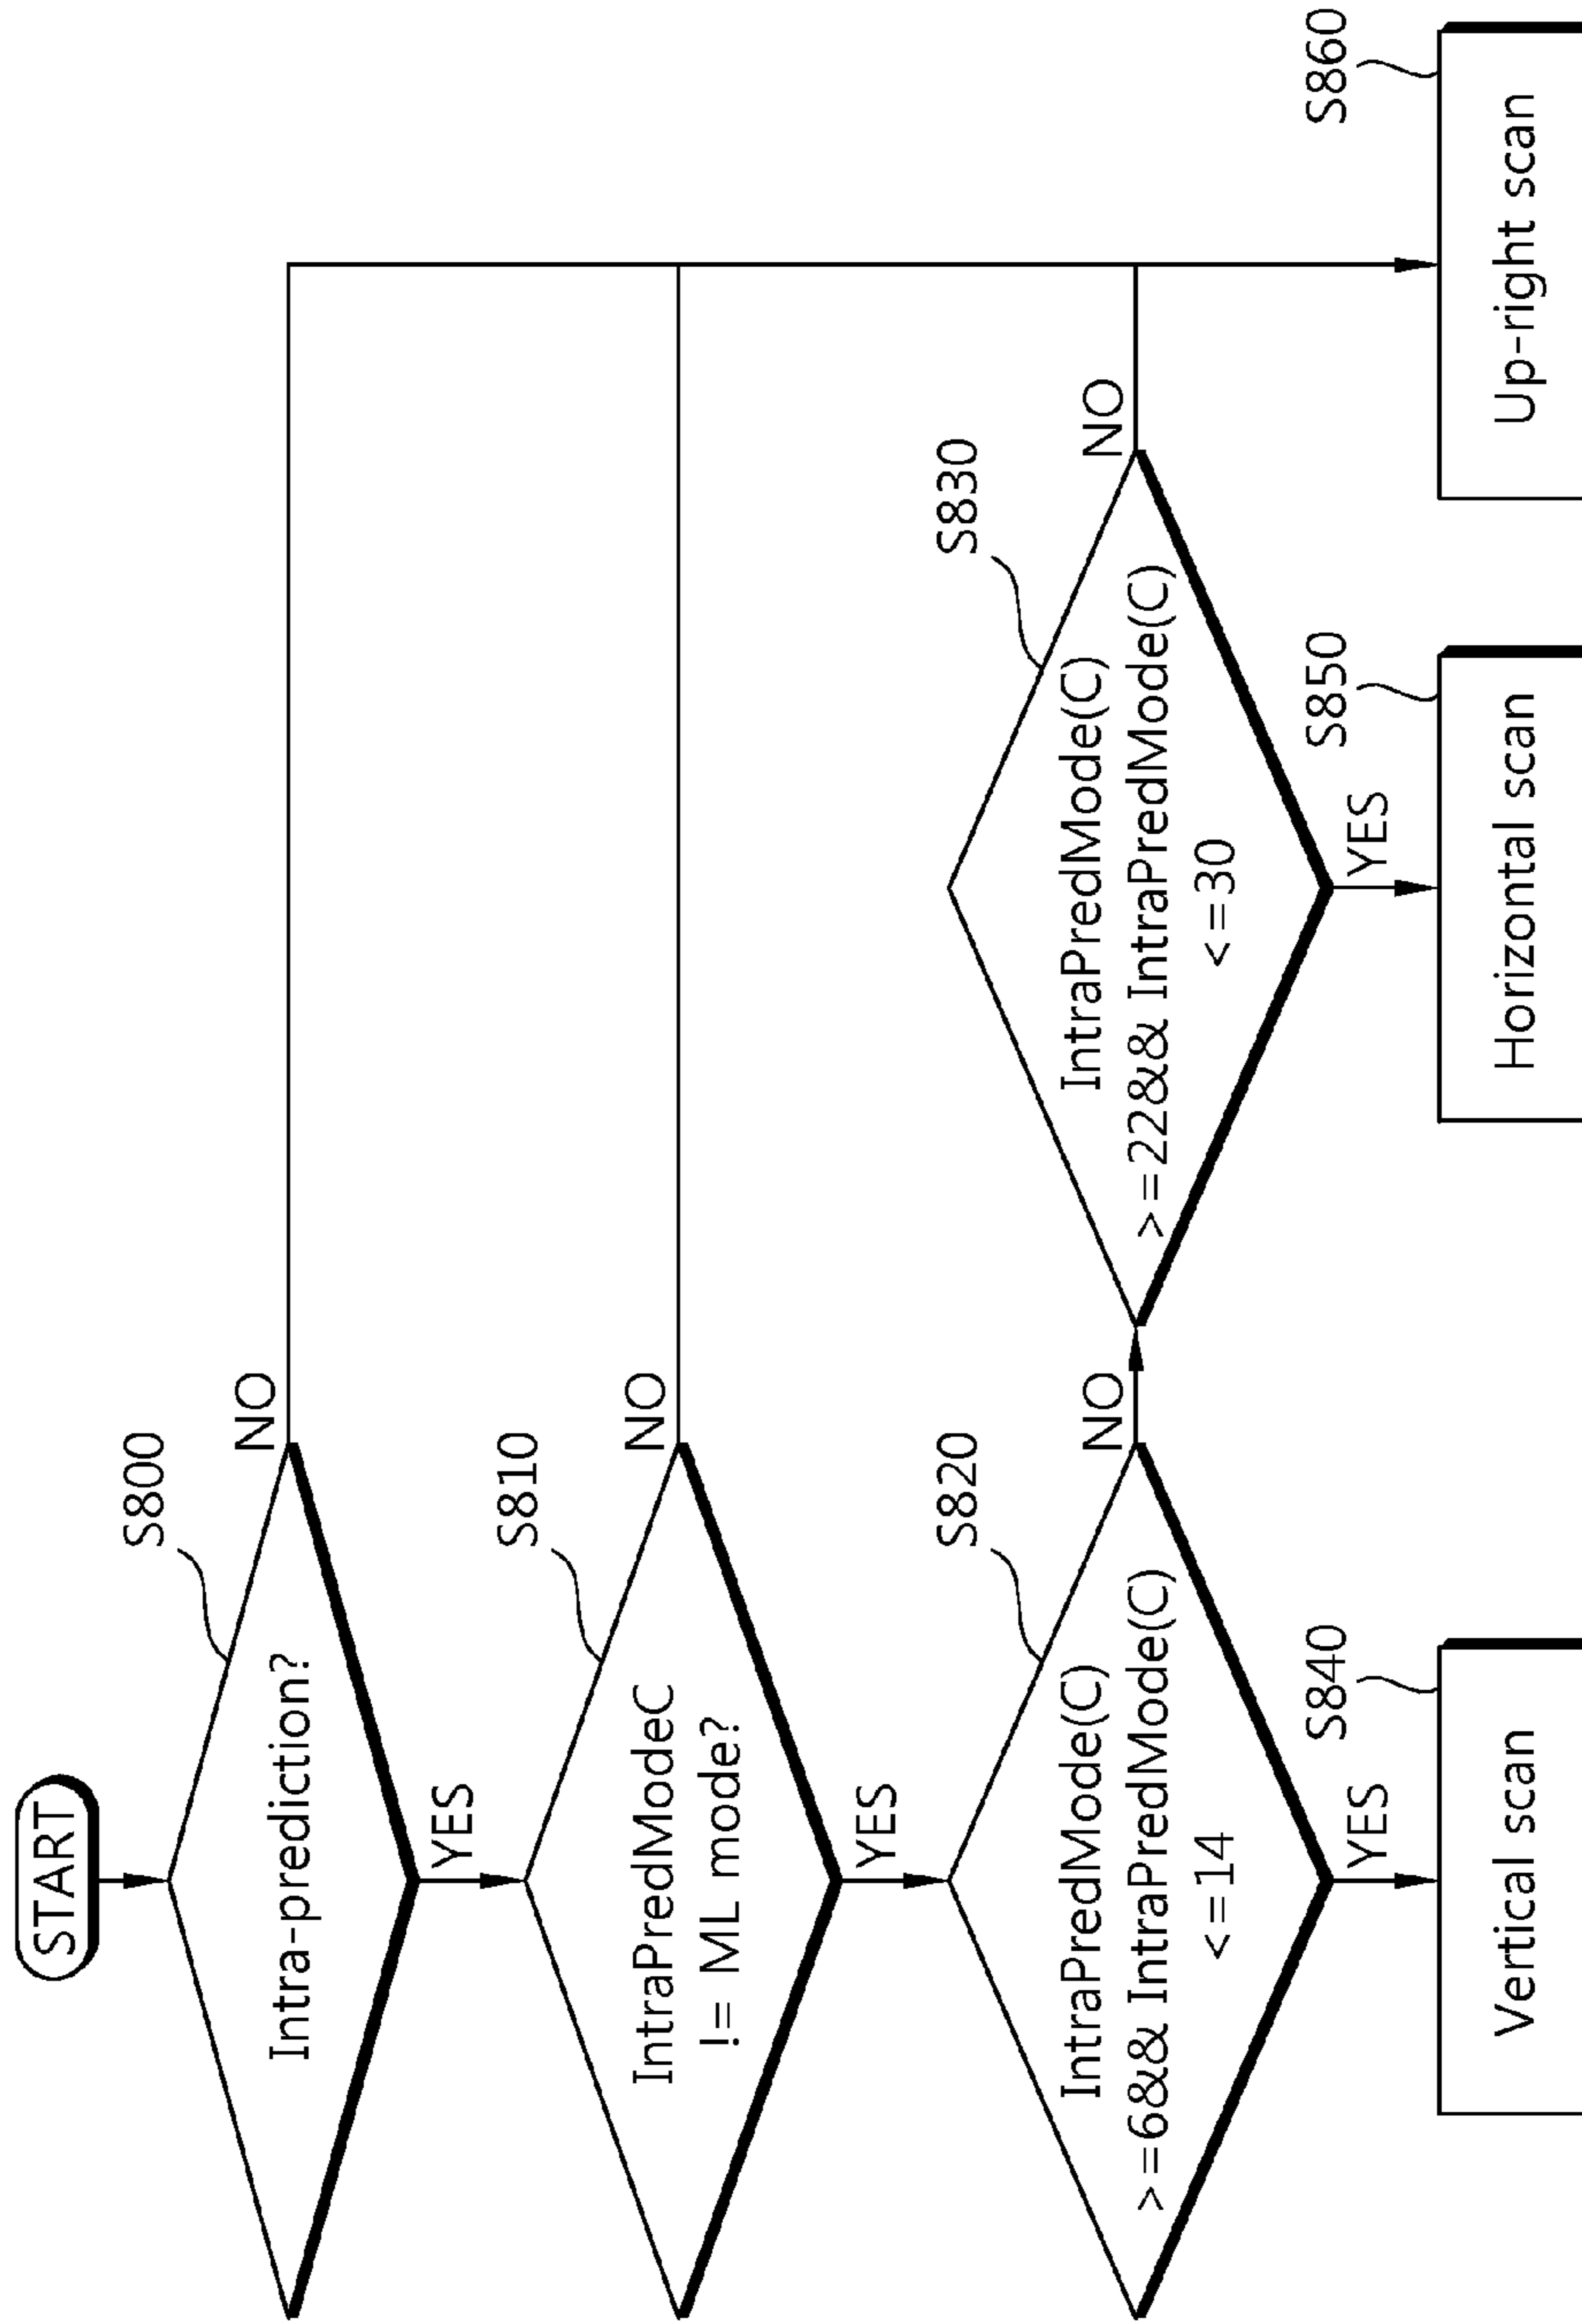 START
S800
Intra-prediction?
NO
YES
S810
IntraPredModeC
!= ML mode?
NO
YES
S820
IntraPredMode(C)
>=6&& IntraPredMode(C)
<=14
NO
YES
S830
IntraPredMode(C)
>=22&& IntraPredMode(C)
<=30
NO
YES
S840
Vertical scan
S850
Horizontal scan
S860
Up-right scan